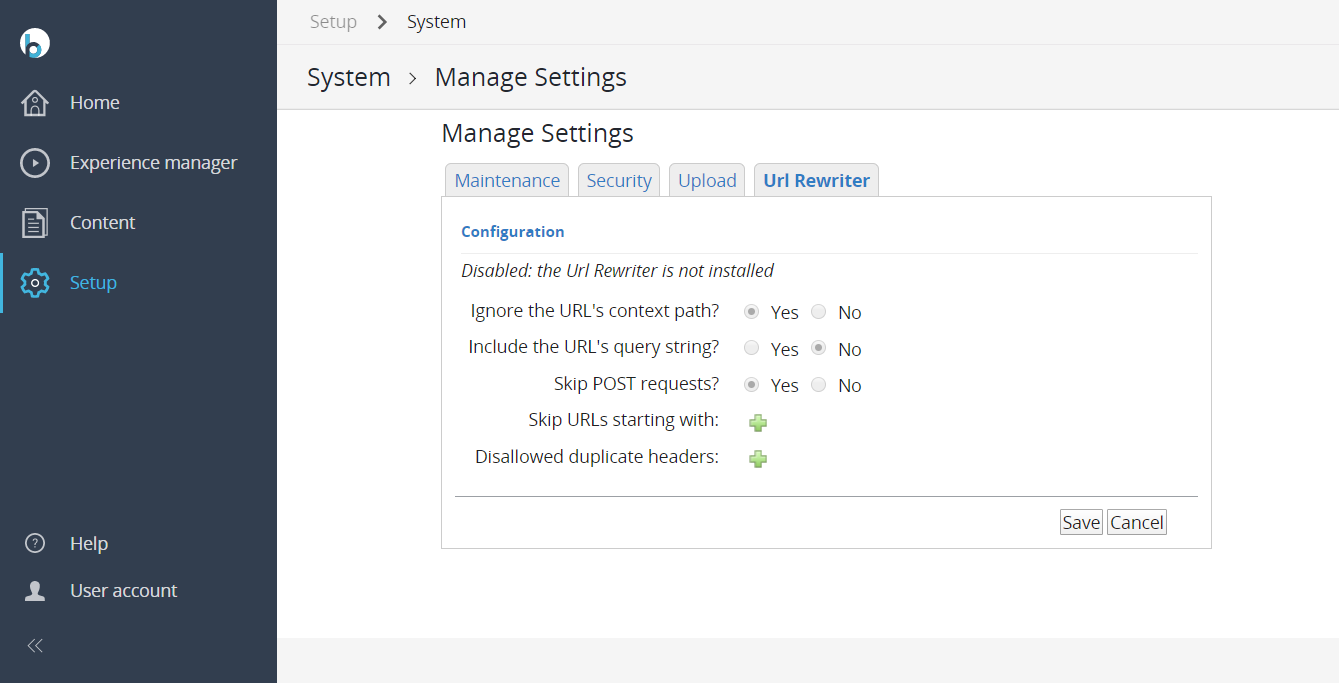 Setup > System
System > Manage Settings
Home
Experience manager
Content
Setup
Help
User account
Manage Settings
Maintenance Security Upload Url Rewriter
Configuration
Disabled: the Url Rewriter is not installed
Ignore the URL's context path? Yes No
Include the URL's query string? Yes No
Skip POST requests? Yes No
Skip URLs starting with:
Disallowed duplicate headers:
Save Cancel